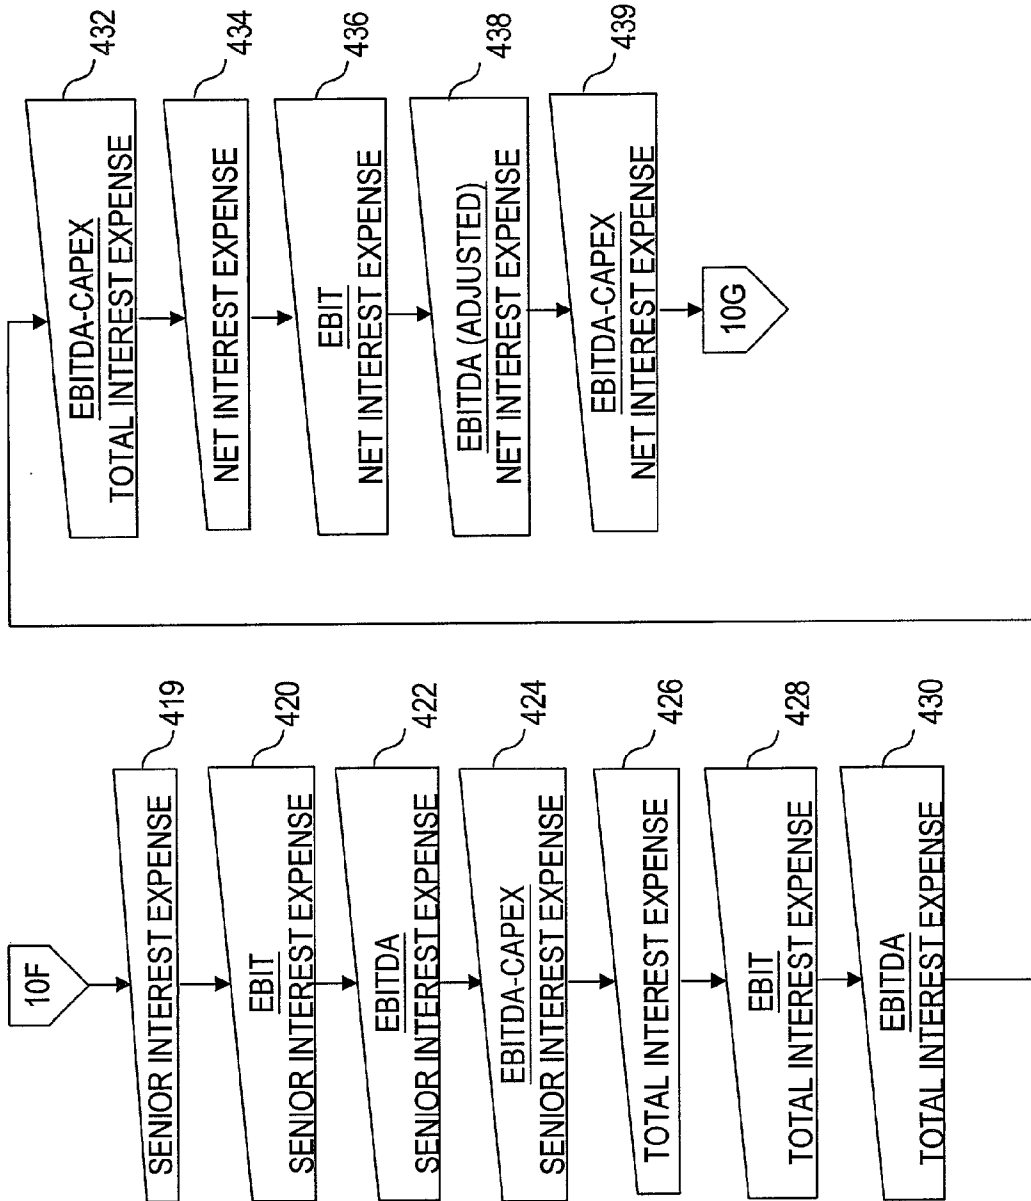 10F
SENIOR INTEREST EXPENSE
419
EBIT
SENIOR INTEREST EXPENSE
420
EBITDA
SENIOR INTEREST EXPENSE
422
EBITDA-CAPEX
SENIOR INTEREST EXPENSE
424
TOTAL INTEREST EXPENSE
426
EBIT
TOTAL INTEREST EXPENSE
428
EBITDA
TOTAL INTEREST EXPENSE
430
EBITDA-CAPEX
TOTAL INTEREST EXPENSE
432
NET INTEREST EXPENSE
434
EBIT
NET INTEREST EXPENSE
436
EBITDA (ADJUSTED)
NET INTEREST EXPENSE
438
EBITDA-CAPEX
NET INTEREST EXPENSE
439
10G